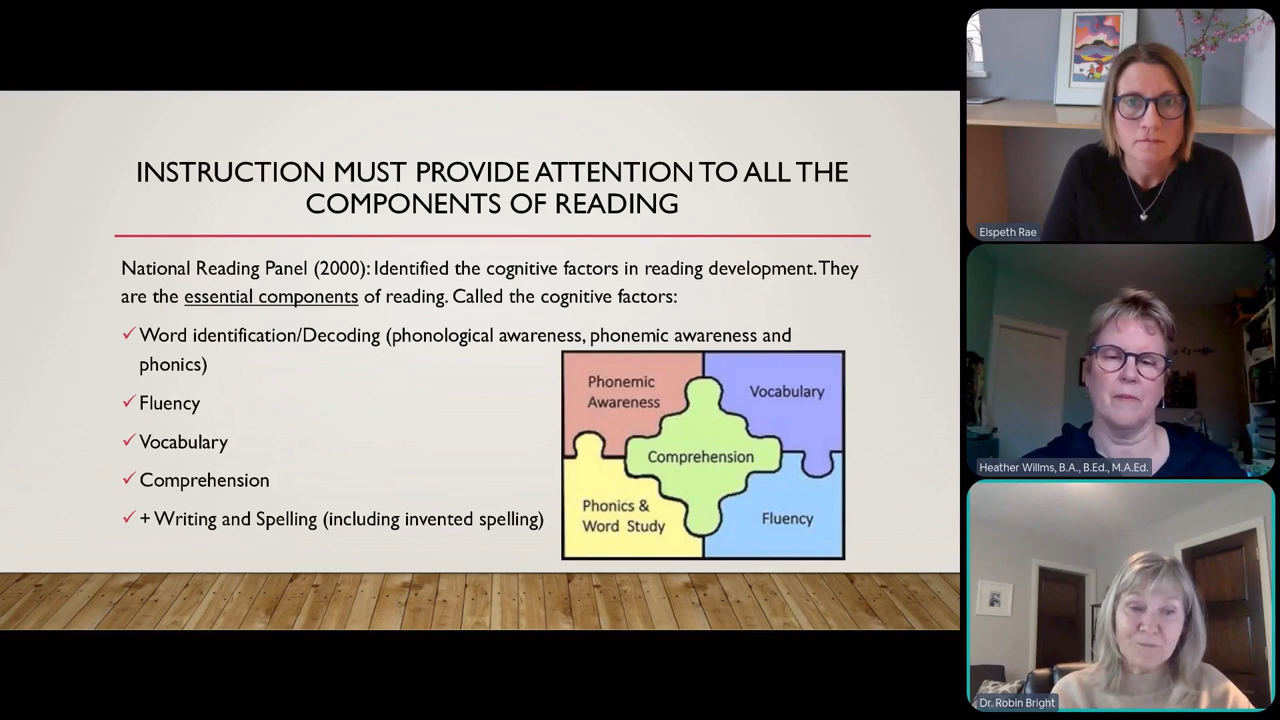 INSTRUCTION MUST PROVIDE ATTENTION TO ALL THE
COMPONENTS OF READING
National Reading Panel (2000): Identified the cognitive factors in reading development. They
are the essential components of reading. Called the cognitive factors:
Word identification/Decoding (phonological awareness, phonemic awareness and
phonics)
Fluency
Vocabulary
Comprehension
+ Writing and Spelling (including invented spelling)
Phonemic
Awareness
Vocabulary
Comprehension
Phonics &
Word Study
Fluency
Elspeth Rae
Heather Willms, B.A., B.Ed., M.A.Ed.
Dr. Robin Bright